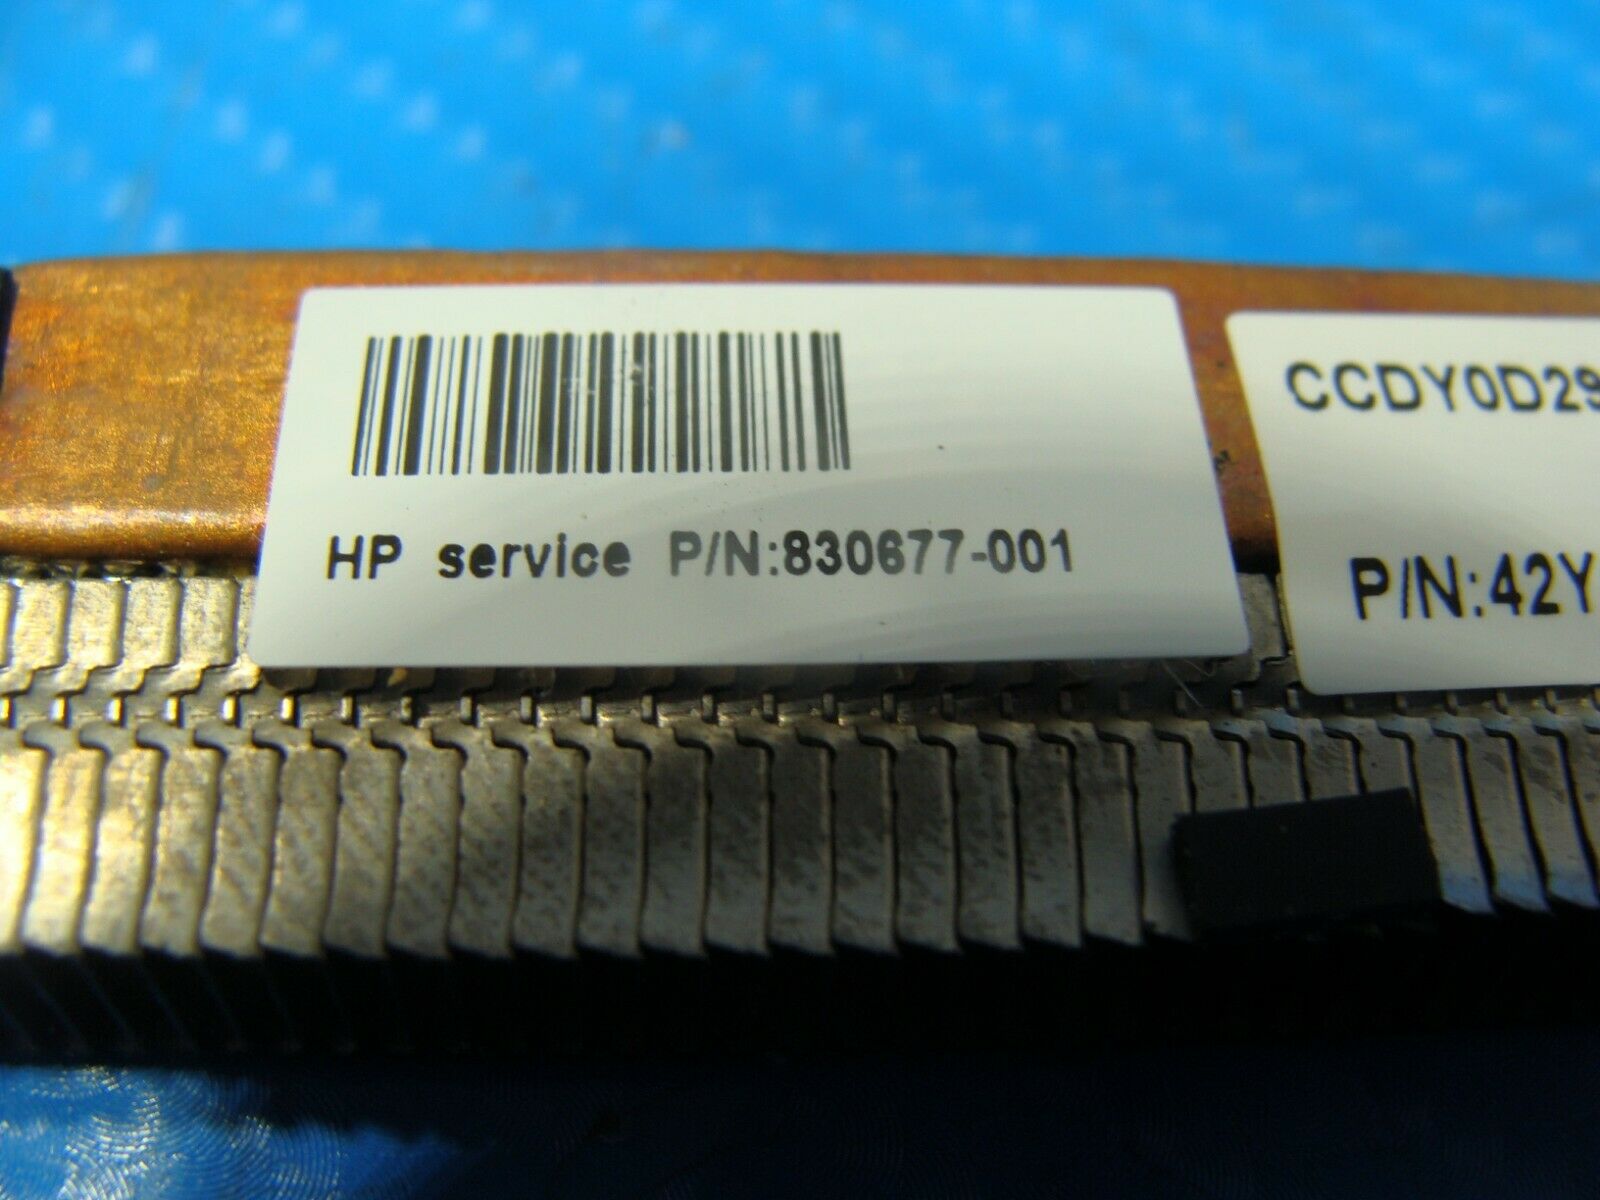 HP service P/N:830677-001
CCDY0D29
P/N:42Y